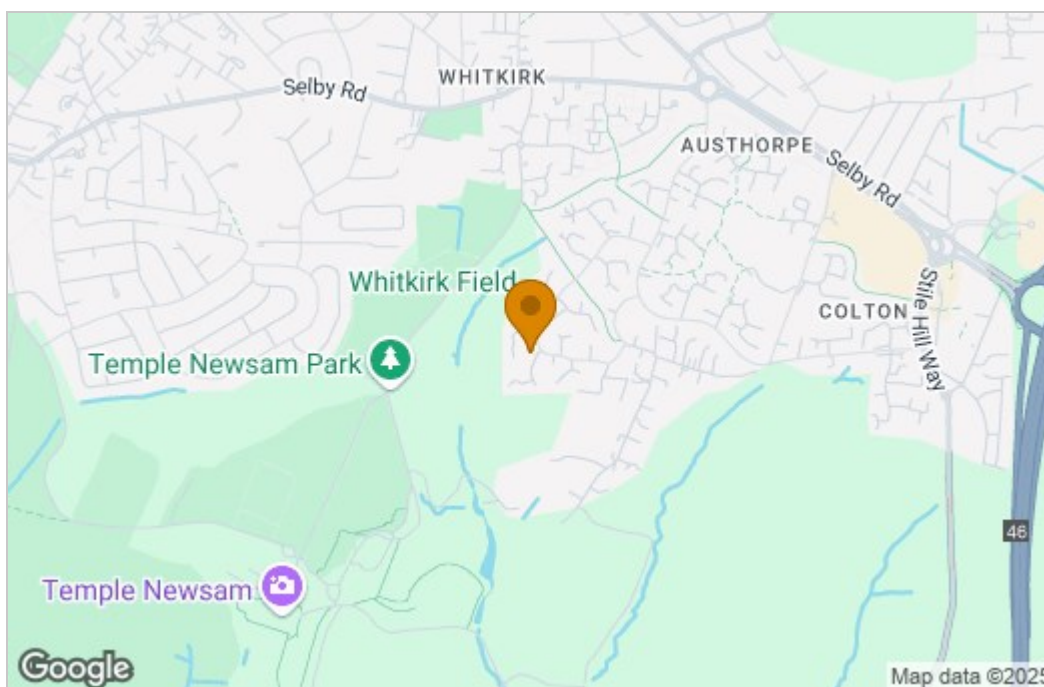 WHITKIRK
Selby Rd
AUSTHORPE
Selby Rd
Whitkirk Field
COLTON
Stile Hill Way
Temple Newsam Park
46
Temple Newsam
Google
Map data ©2025